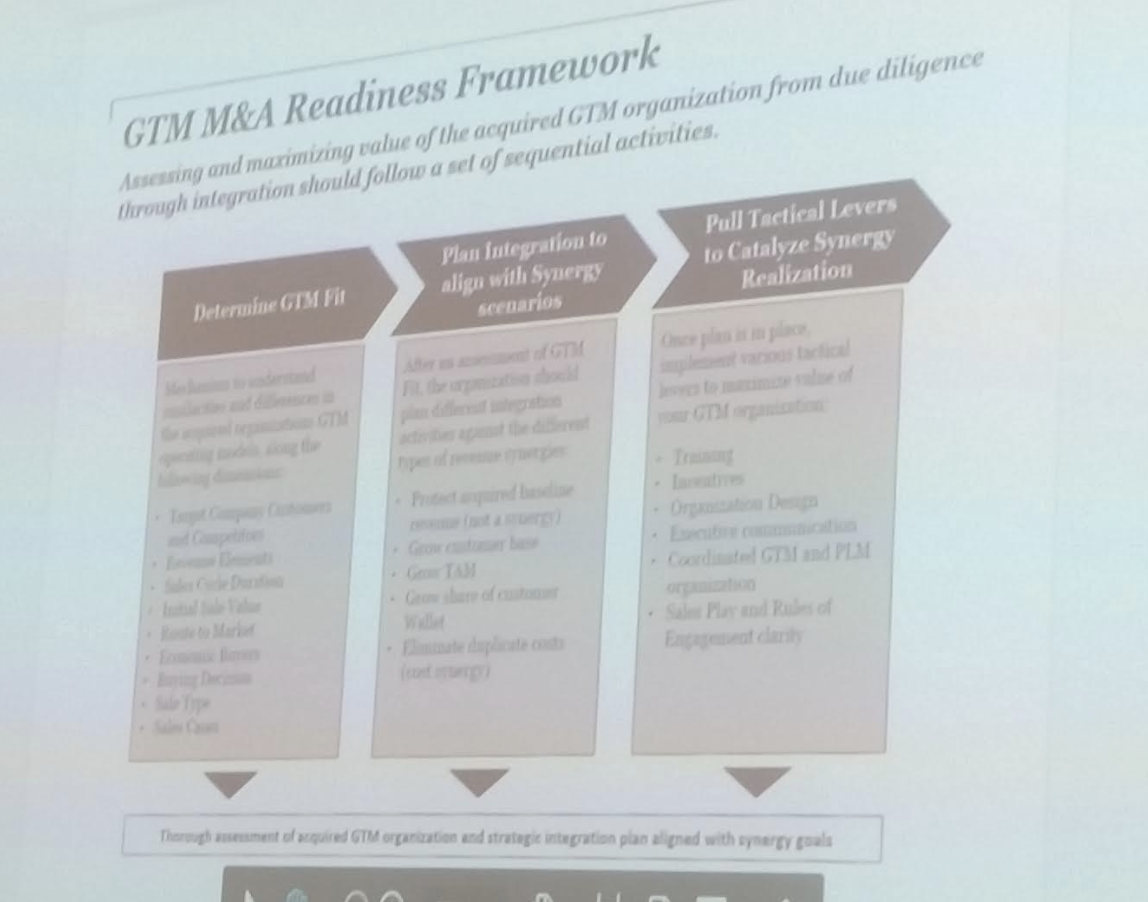 GTM M&A Readiness Framework
Assessing and maximizing value of the acquired GTM organization from due diligence
through integration should follow a set of sequential activities.
Determine GTM Fit
Mechanism to understand
similarities and differences in
the acquired organizations GTM
operating models, along the
following dimensions:
• Target Company Customers
and Competitors
• Revenue Elements
• Sales Cycle Duration
• Initial Sale Value
• Route to Market
• Economic Buyers
• Buying Decision
• Sale Type
• Sales
Plan Integration to
align with Synergy
scenarios
After an assessment of GTM
Fit, the organization should
plan different integration
activities against the different
types of revenue synergies:
• Protect acquired baseline
revenue (not a synergy)
• Grow customer base
• Grow TAM
• Grow share of customer
Wallet
• Eliminate duplicate costs
(cost synergy)
Pull Tactical Levers
to Catalyze Synergy
Realization
Once plan is in place,
implement various tactical
levers to maximize value of
your GTM organization:
• Training
• Incentives
• Organization Design
• Executive communication
• Coordinated GTM and PLM
organization
• Sales Play and Rules of
Engagement clarity
Thorough assessment of acquired GTM organization and strategic integration plan aligned with synergy goals